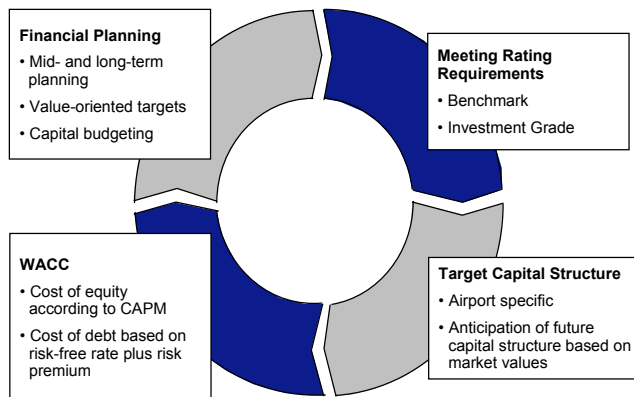 Financial Planning
• Mid- and long-term
planning
• Value-oriented targets
• Capital budgeting
Meeting Rating
Requirements
• Benchmark
• Investment Grade
WACC
• Cost of equity
according to CAPM
• Cost of debt based on
risk-free rate plus risk
premium
Target Capital Structure
• Airport specific
• Anticipation of future
capital structure based on
market values